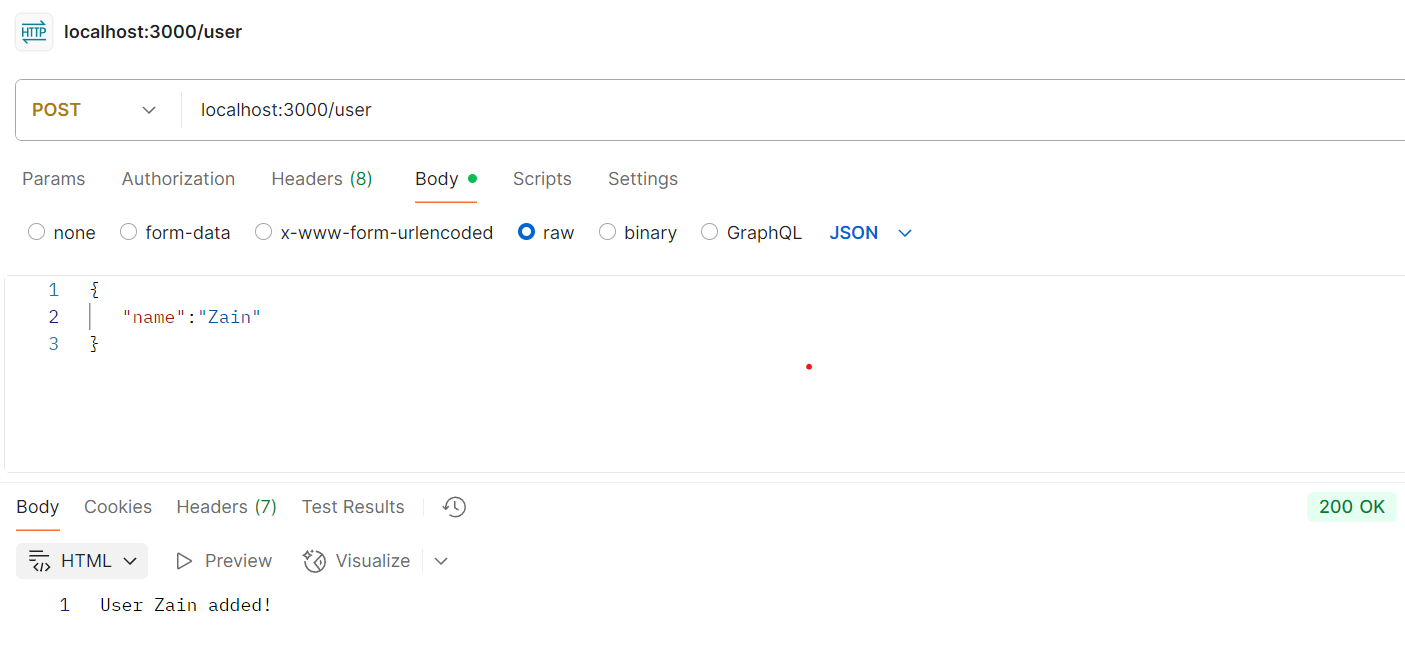 HTTP localhost:3000/user
POST localhost:3000/user
Params Authorization Headers (8) Body Scripts Settings
none form-data x-www-form-urlencoded raw binary GraphQL JSON
1 {
2 "name":"Zain"
3 }
Body Cookies Headers (7) Test Results 200 OK
HTML Preview Visualize
1 User Zain added!